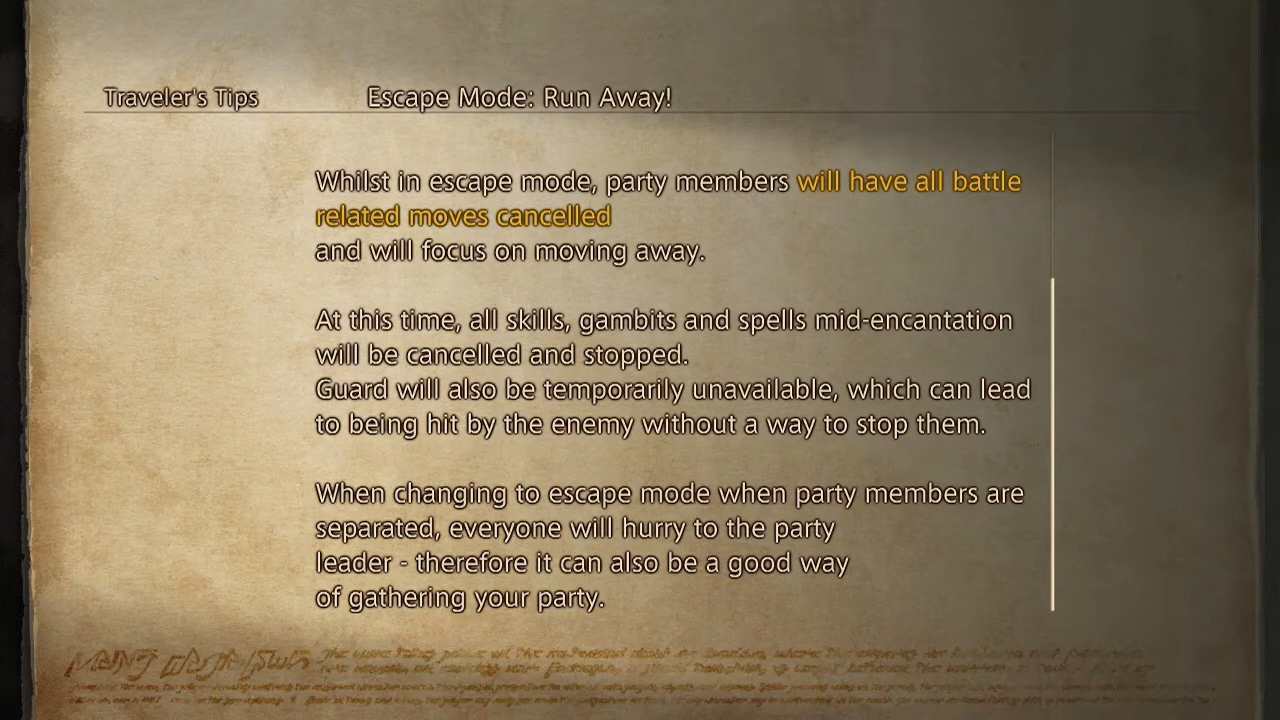 Traveler's Tips
Escape Mode: Run Away!
Whilst in escape mode, party members will have all battle
related moves cancelled
and will focus on moving away.
At this time, all skills, gambits and spells mid-encantation
will be cancelled and stopped.
Guard will also be temporarily unavailable, which can lead
to being hit by the enemy without a way to stop them.
When changing to escape mode when party members are
separated, everyone will hurry to the party
leader - therefore it can also be a good way
of gathering your party.